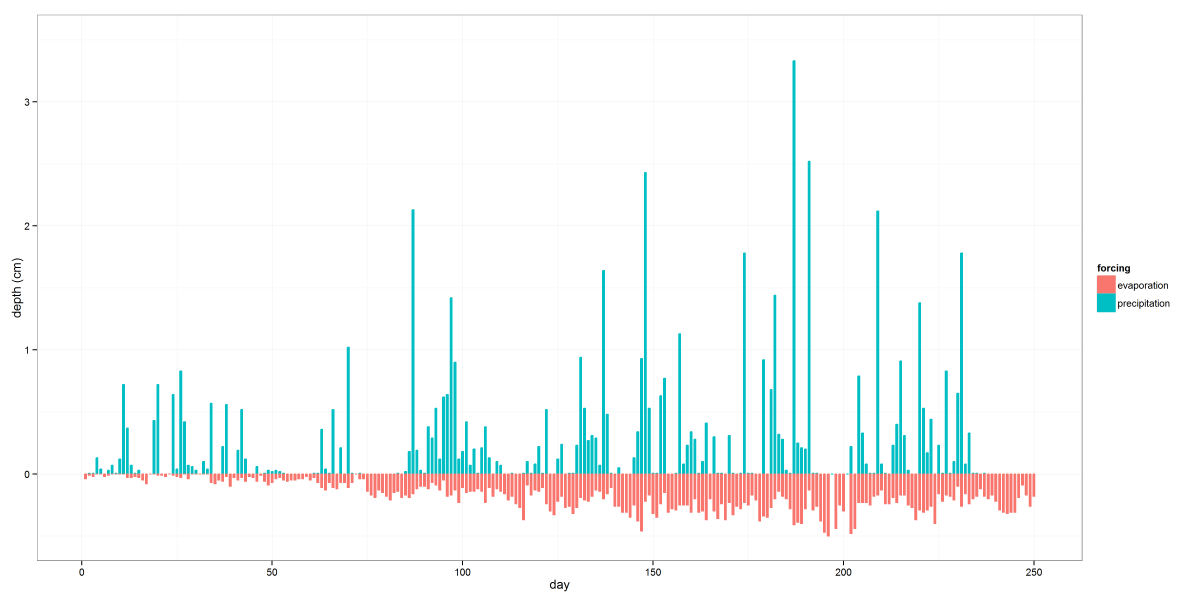 3
2
1
0
depth (cm)
0
50
100
150
200
250
day
forcing
evaporation
precipitation